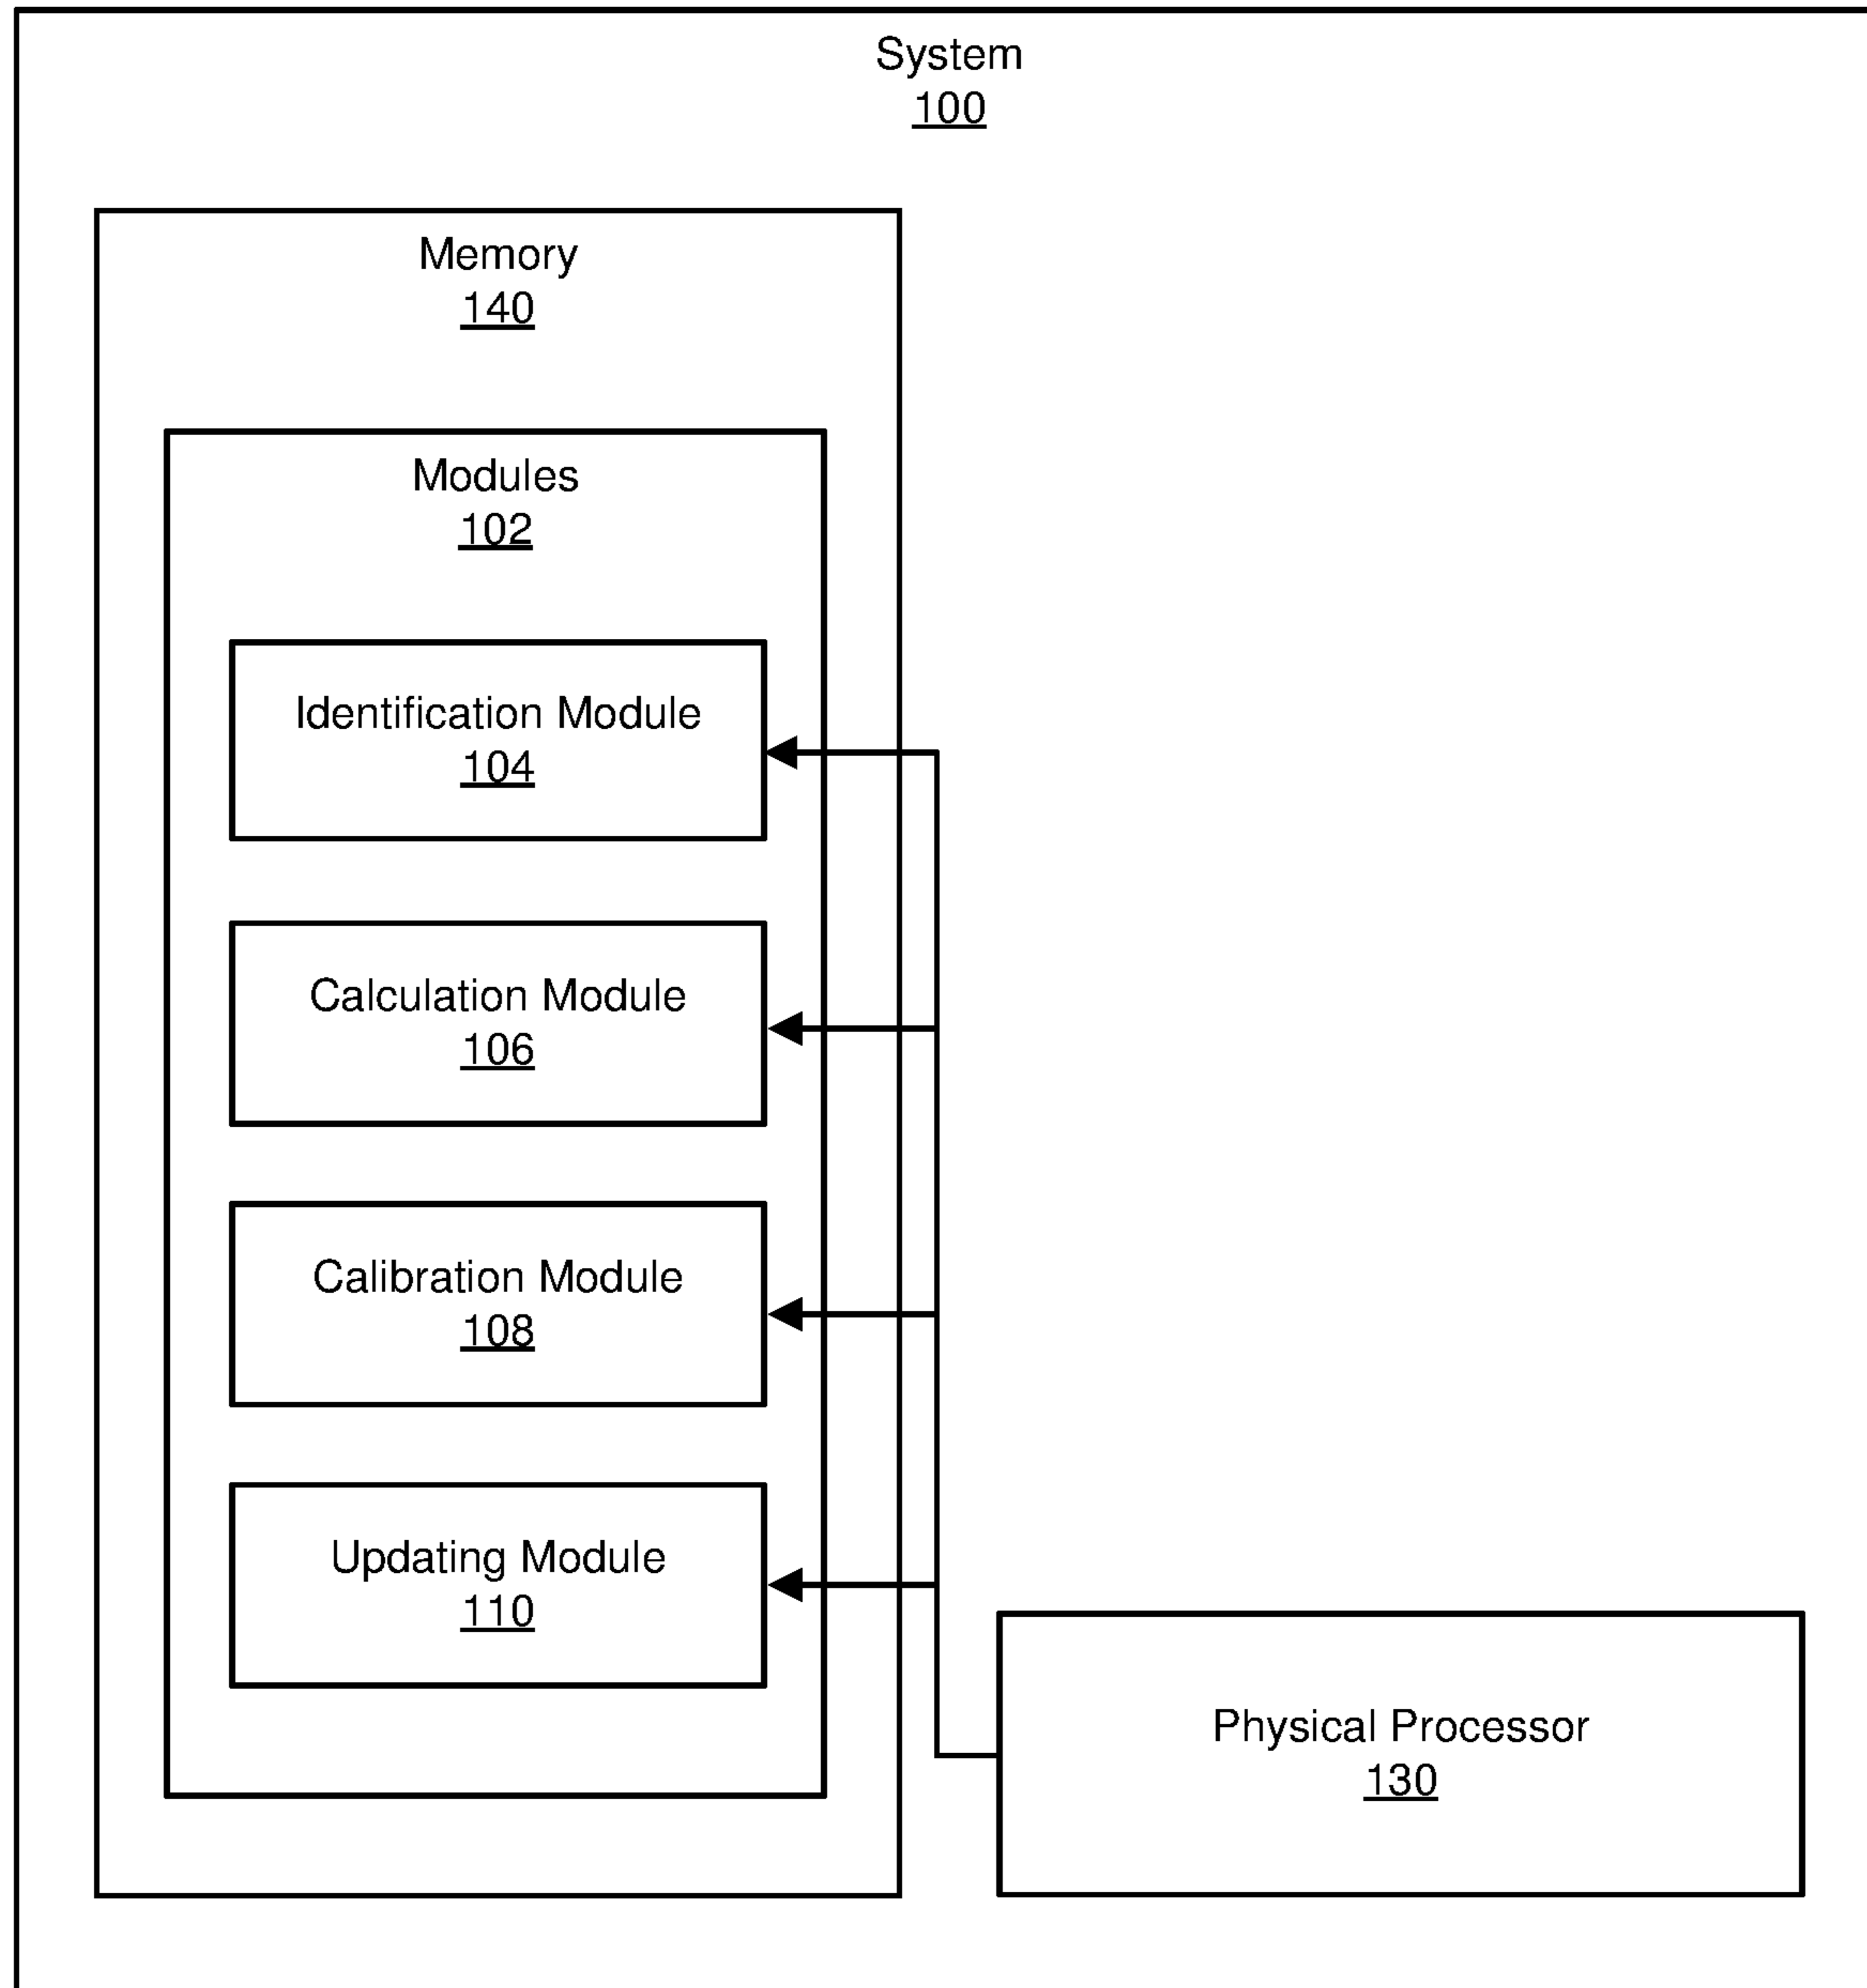 System
100
Memory
140
Modules
102
Identification Module
104
Calculation Module
106
Calibration Module
108
Updating Module
110
Physical Processor
130